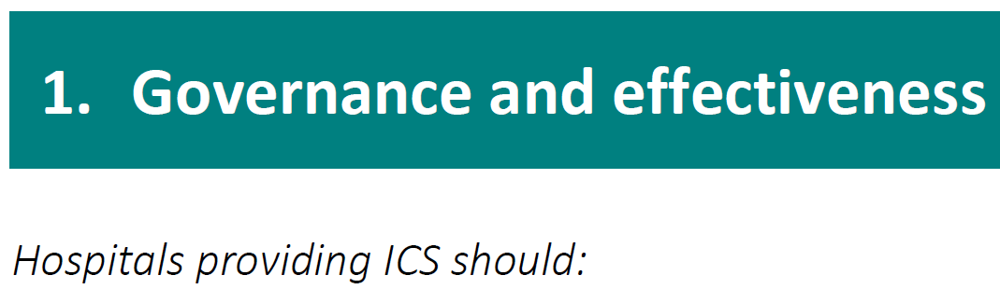 1. Governance and effectiveness
Hospitals providing ICS should: